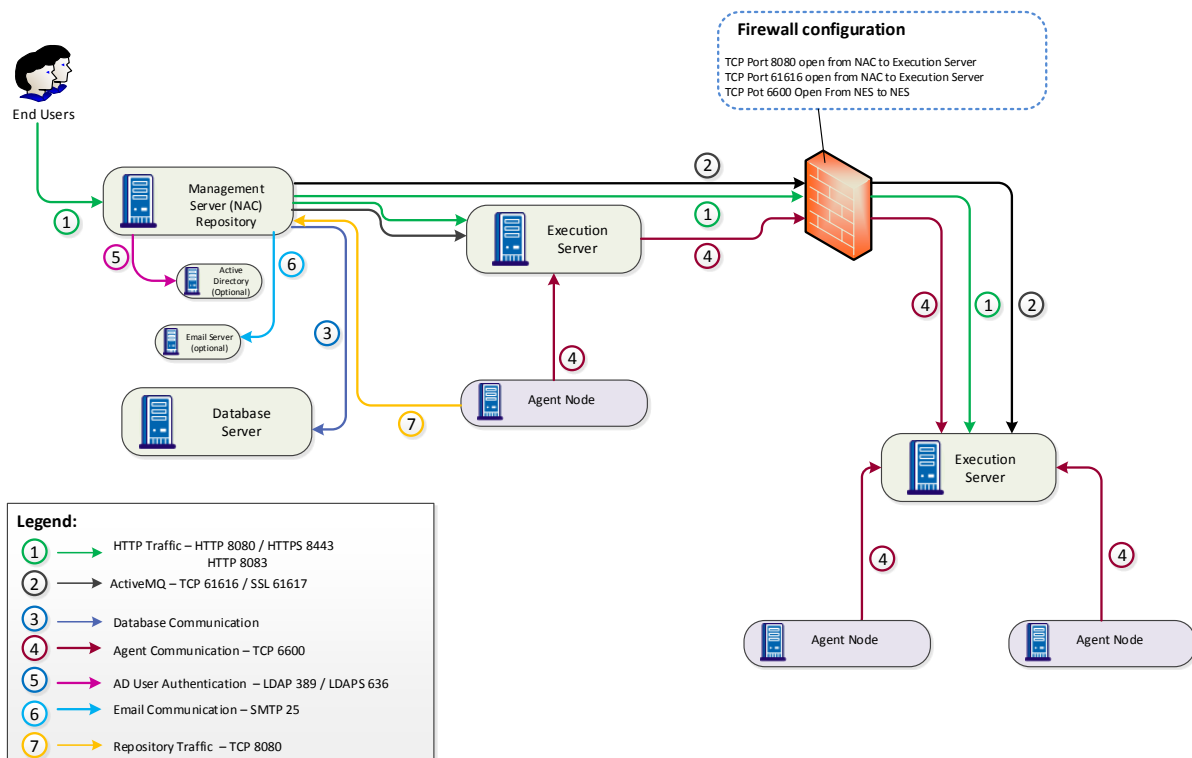 Firewall configuration
TCP Port 8080 open from NAC to Execution Server
TCP Port 61616 open from NAC to Execution Server
TCP Pot 6600 Open From NES to NES
End Users
1
Management
Server (NAC)
Repository
2
1
Execution
Server
4
5
Active
Directory
(Optional)
6
Email Server
(optional)
3
4
4
1
2
Database
Server
7
Agent Node
Execution
Server
4
4
Agent Node
Agent Node
Legend:
1 HTTP Traffic – HTTP 8080 / HTTPS 8443
HTTP 8083
2 ActiveMQ – TCP 61616 / SSL 61617
3 Database Communication
4 Agent Communication – TCP 6600
5 AD User Authentication – LDAP 389 / LDAPS 636
6 Email Communication – SMTP 25
7 Repository Traffic – TCP 8080